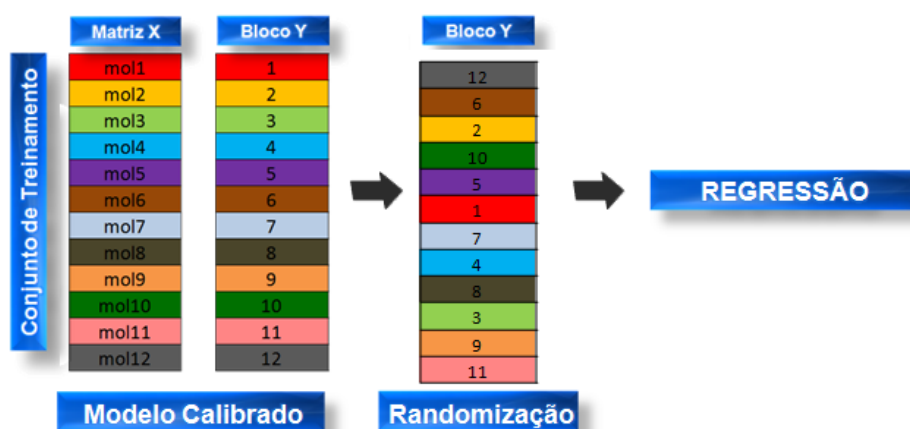 Matriz X
Bloco Y
Bloco Y
Conjunto de Treinamento
mol1 1
mol2 2
mol3 3
mol4 4
mol5 5
mol6 6
mol7 7
mol8 8
mol9 9
mol10 10
mol11 11
mol12 12
12
6
2
10
5
1
7
4
8
3
9
11
REGRESSÃO
Modelo Calibrado
Randomização